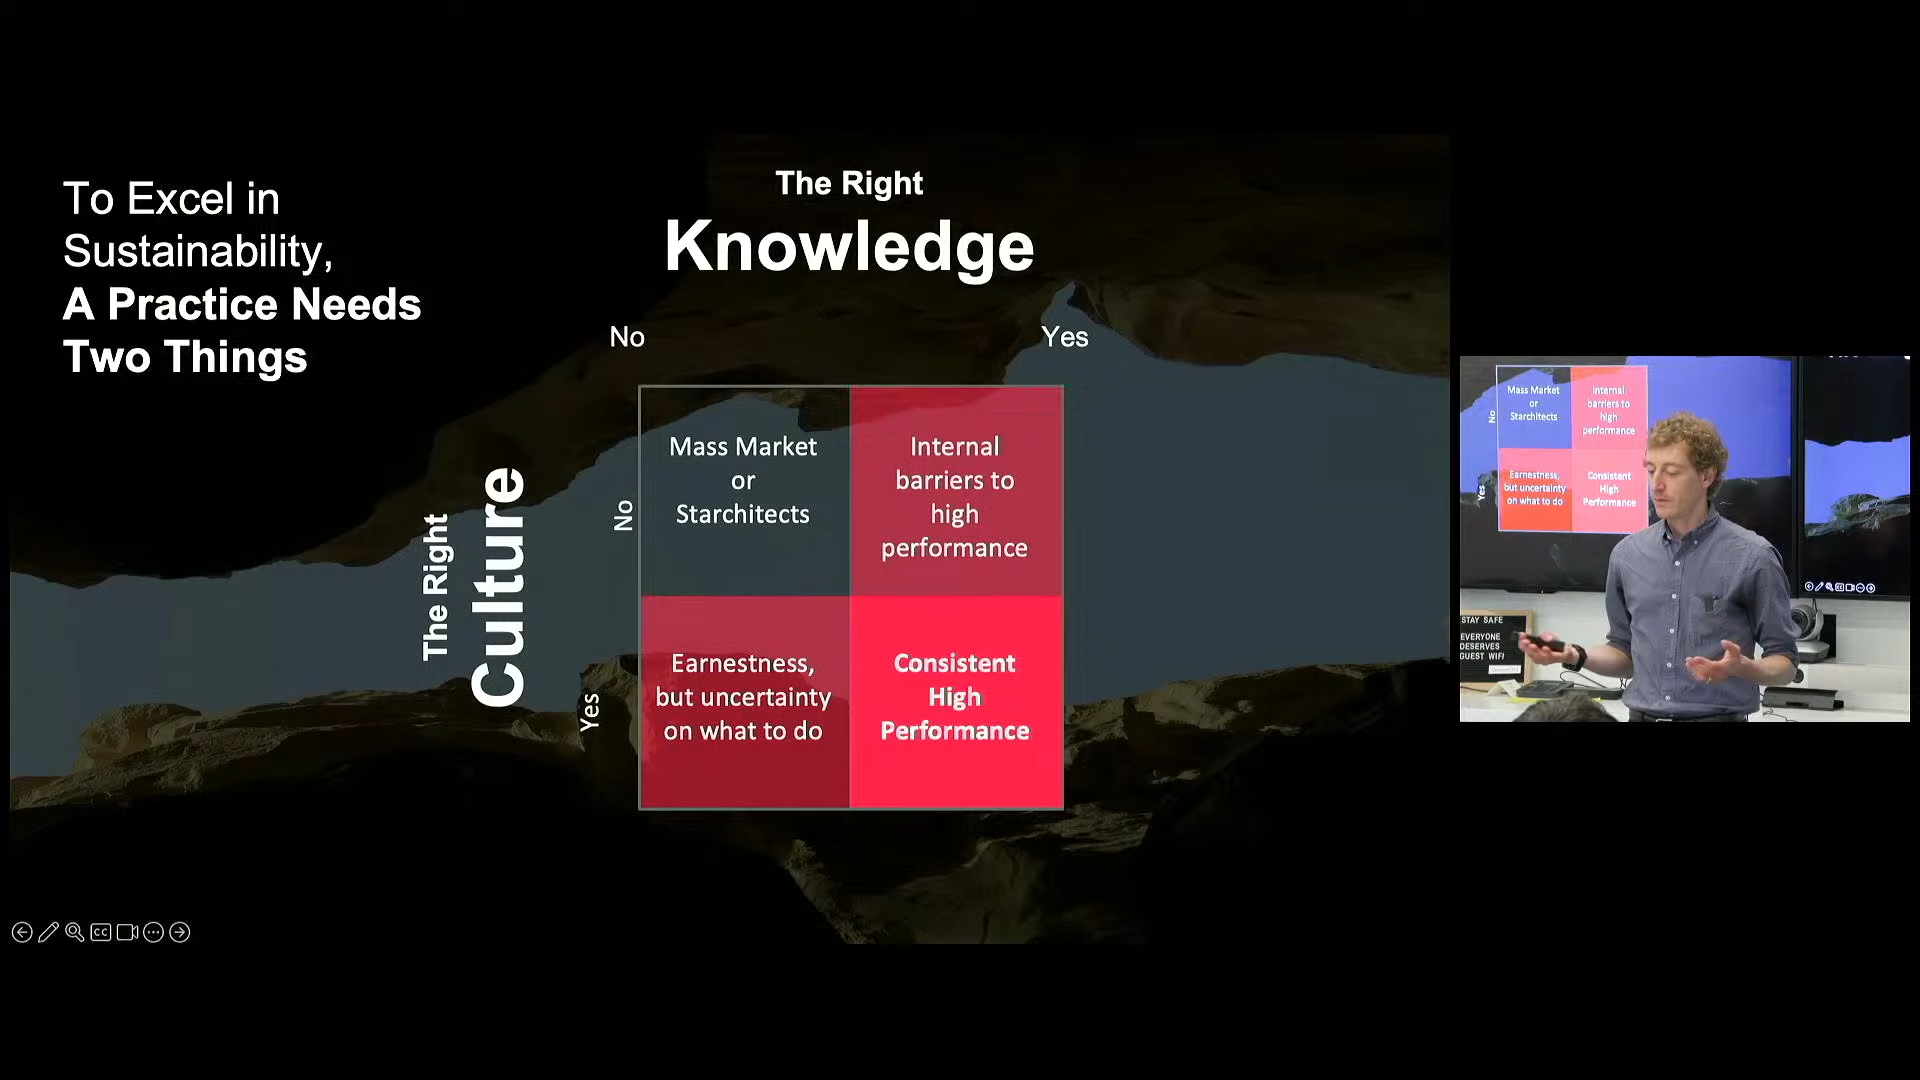 To Excel in
Sustainability,
A Practice Needs
Two Things
The Right
Knowledge
No
Yes
The Right
Culture
No
Yes
Mass Market
or
Starchitects
Internal
barriers to
high
performance
Earnestness,
but uncertainty
on what to do
Consistent
High
Performance
CC
No
Yes
Mass Market
or
Starchitects
Internal
barriers to
high
performance
Earnestness,
but uncertainty
on what to do
Consistent
High
Performance
STAY SAFE
EVERYONE
DESERVES
GUEST WIFI